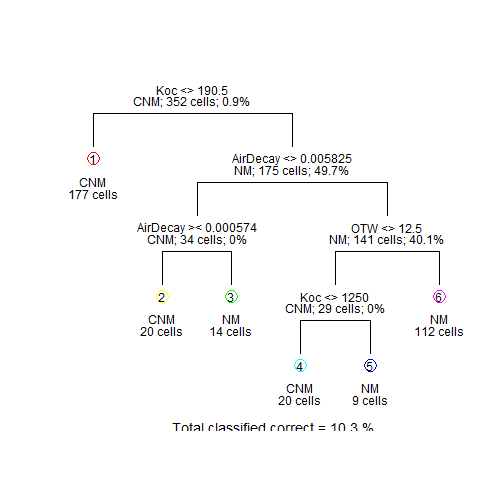 Koc <> 190.5
CNM; 352 cells; 0.9%
1
CNM
177 cells
AirDecay <> 0.005825
NM; 175 cells; 49.7%
AirDecay >< 0.000574
CNM; 34 cells; 0%
OTW <> 12.5
NM; 141 cells; 40.1%
2
CNM
20 cells
3
NM
14 cells
Koc <> 1250
CNM; 29 cells; 0%
6
NM
112 cells
4
CNM
20 cells
5
NM
9 cells
Total classified correct = 10.3 %